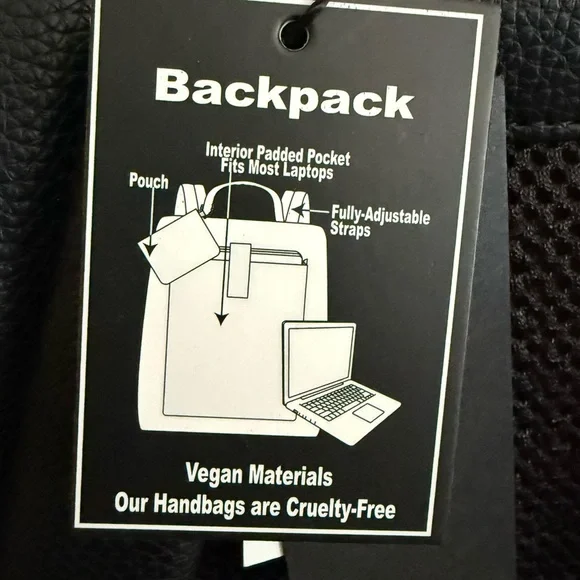 Backpack
Interior Padded Pocket
Fits Most Laptops
Pouch
Fully-Adjustable
Straps
Vegan Materials
Our Handbags are Cruelty-Free